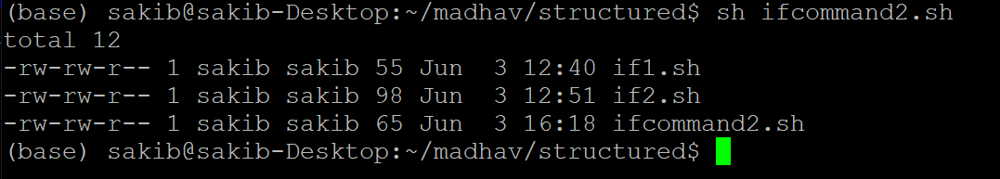 (base) sakib@sakib-Desktop:~/madhav/structured$ sh ifcommand2.sh
total 12
-rw-rw-r-- 1 sakib sakib 55 Jun  3 12:40 if1.sh
-rw-rw-r-- 1 sakib sakib 98 Jun  3 12:51 if2.sh
-rw-rw-r-- 1 sakib sakib 65 Jun  3 16:18 ifcommand2.sh
(base) sakib@sakib-Desktop:~/madhav/structured$